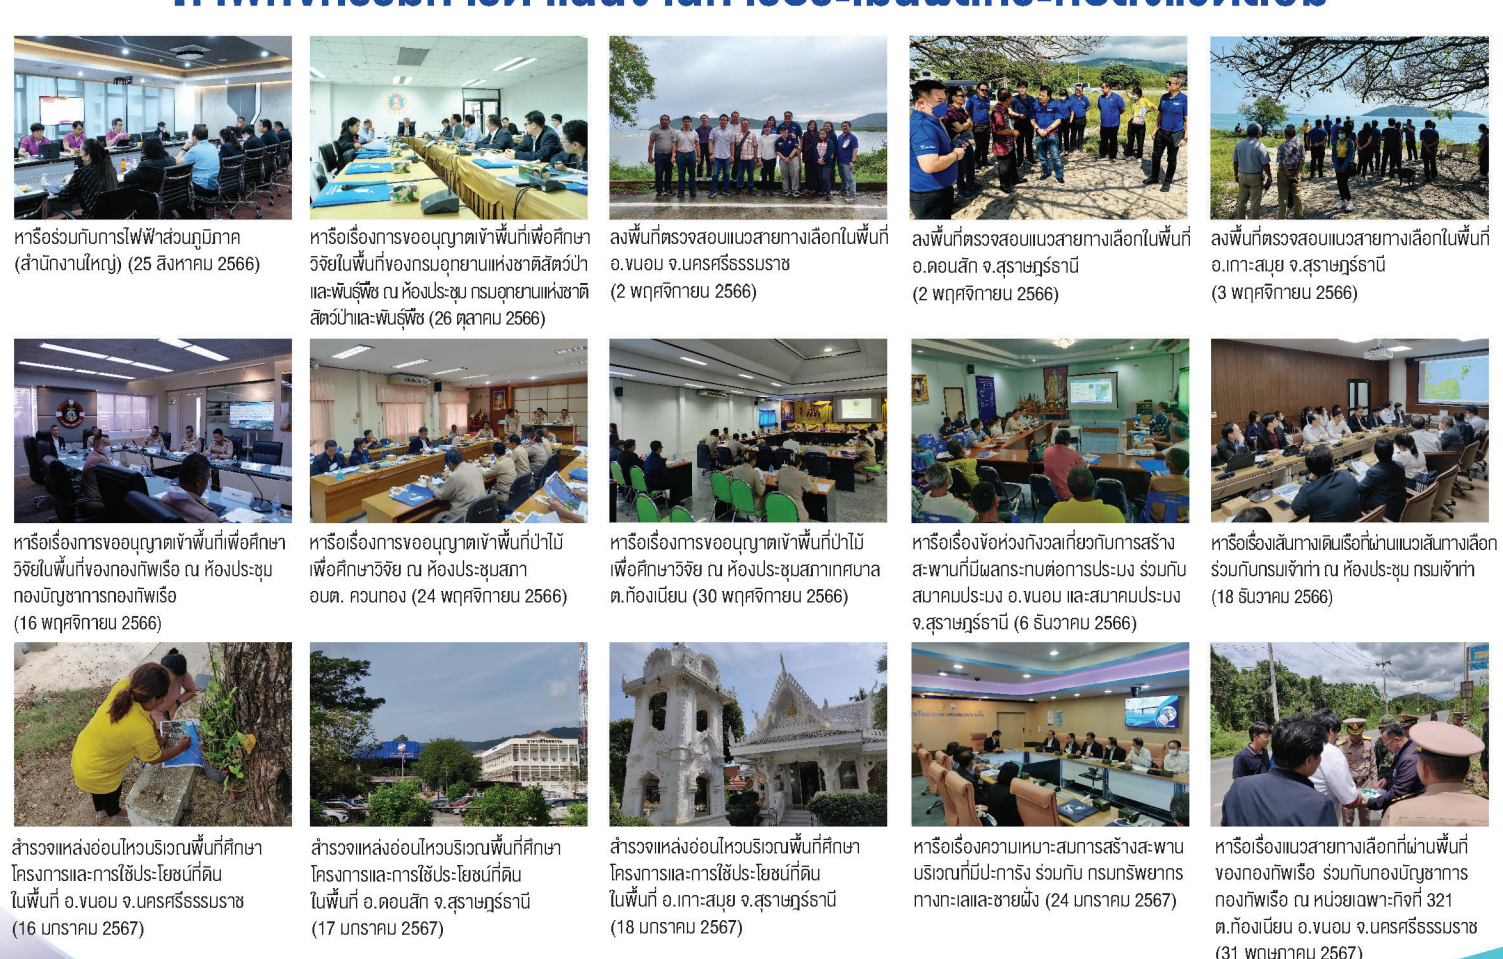 หารือร่วมกับการไฟฟ้าส่วนภูมิภาค
(สำนักงานใหญ่) (25 สิงหาคม 2566)
หารือเรื่องการขออนุญาตเข้าพื้นที่เพื่อศึกษา
วิจัยในพื้นที่ของกรมอุทยานแห่งชาติสัตว์ป่า
และพันธุ์พืช ณ ห้องประชุม กรมอุทยานแห่งชาติ
สัตว์ป่าและพันธุ์พืช (26 ตุลาคม 2566)
ลงพื้นที่ตรวจสอบแนวสายทางเลือกในพื้นที่
อ.ขนอม จ.นครศรีธรรมราช
(2 พฤศจิกายน 2566)
ลงพื้นที่ตรวจสอบแนวสายทางเลือกในพื้นที่
อ.ดอนสัก จ.สุราษฎร์ธานี
(2 พฤศจิกายน 2566)
ลงพื้นที่ตรวจสอบแนวสายทางเลือกในพื้นที่
อ.เกาะสมุย จ.สุราษฎร์ธานี
(3 พฤศจิกายน 2566)
หารือเรื่องการขออนุญาตเข้าพื้นที่เพื่อศึกษา
วิจัยในพื้นที่ของกองทัพเรือ ณ ห้องประชุม
กองบัญชาการกองทัพเรือ
(16 พฤศจิกายน 2566)
หารือเรื่องการขออนุญาตเข้าพื้นที่ป่าไม้
เพื่อศึกษาวิจัย ณ ห้องประชุมสภา
อบต. ควนทอง (24 พฤศจิกายน 2566)
หารือเรื่องการขออนุญาตเข้าพื้นที่ป่าไม้
เพื่อศึกษาวิจัย ณ ห้องประชุมสภาเทศบาล
ต.ท้องเนียน (30 พฤศจิกายน 2566)
หารือเรื่องข้อห่วงกังวลเกี่ยวกับการสร้าง
สะพานที่มีผลกระทบต่อการประมง ร่วมกับ
สมาคมประมง อ.ขนอม และสมาคมประมง
จ.สุราษฎร์ธานี (6 ธันวาคม 2566)
หารือเรื่องเส้นทางเดินเรือที่ผ่านแนวเส้นทางเลือก
ร่วมกับกรมเจ้าท่า ณ ห้องประชุม กรมเจ้าท่า
(18 ธันวาคม 2566)
สำรวจแหล่งอ่อนไหวบริเวณพื้นที่ศึกษา
โครงการและการใช้ประโยชน์ที่ดิน
ในพื้นที่ อ.ขนอม จ.นครศรีธรรมราช
(16 มกราคม 2567)
สำรวจแหล่งอ่อนไหวบริเวณพื้นที่ศึกษา
โครงการและการใช้ประโยชน์ที่ดิน
ในพื้นที่ อ.ดอนสัก จ.สุราษฎร์ธานี
(17 มกราคม 2567)
สำรวจแหล่งอ่อนไหวบริเวณพื้นที่ศึกษา
โครงการและการใช้ประโยชน์ที่ดิน
ในพื้นที่ อ.เกาะสมุย จ.สุราษฎร์ธานี
(18 มกราคม 2567)
หารือเรื่องความเหมาะสมการสร้างสะพาน
บริเวณที่มีปะการัง ร่วมกับ กรมทรัพยากร
ทางทะเลและชายฝั่ง (24 มกราคม 2567)
หารือเรื่องแนวสายทางเลือกที่ผ่านพื้นที่
ของกองทัพเรือ ร่วมกับกองบัญชาการ
กองทัพเรือ ณ หน่วยเฉพาะกิจที่ 321
ต.ท้องเนียน อ.ขนอม จ.นครศรีธรรมราช
(31 พฤษภาคม 2567)